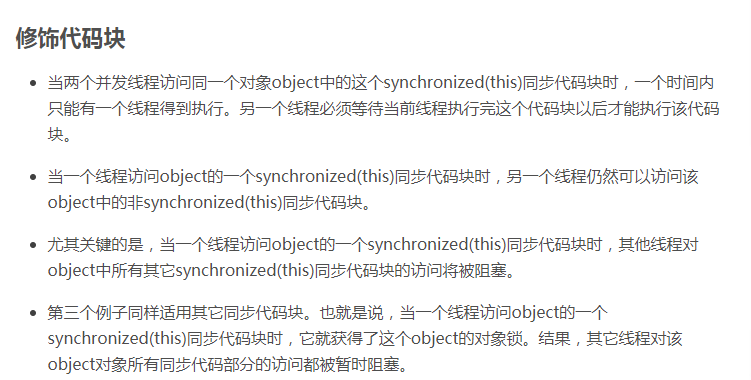 修饰代码块
当两个并发线程访问同一个对象object中的这个synchronized(this)同步代码块时，一个时间内
只能有一个线程得到执行。另一个线程必须等待当前线程执行完这个代码块以后才能执行该代码
块。
当一个线程访问object的一个synchronized(this)同步代码块时，另一个线程仍然可以访问该
object中的非synchronized(this)同步代码块。
尤其关键的是，当一个线程访问object的一个synchronized(this)同步代码块时，其他线程对
object中所有其它synchronized(this)同步代码块的访问将被阻塞。
第三个例子同样适用其它同步代码块。也就是说，当一个线程访问object的一个
synchronized(this)同步代码块时，它就获得了这个object的对象锁。结果，其它线程对该
object对象所有同步代码部分的访问都被暂时阻塞。